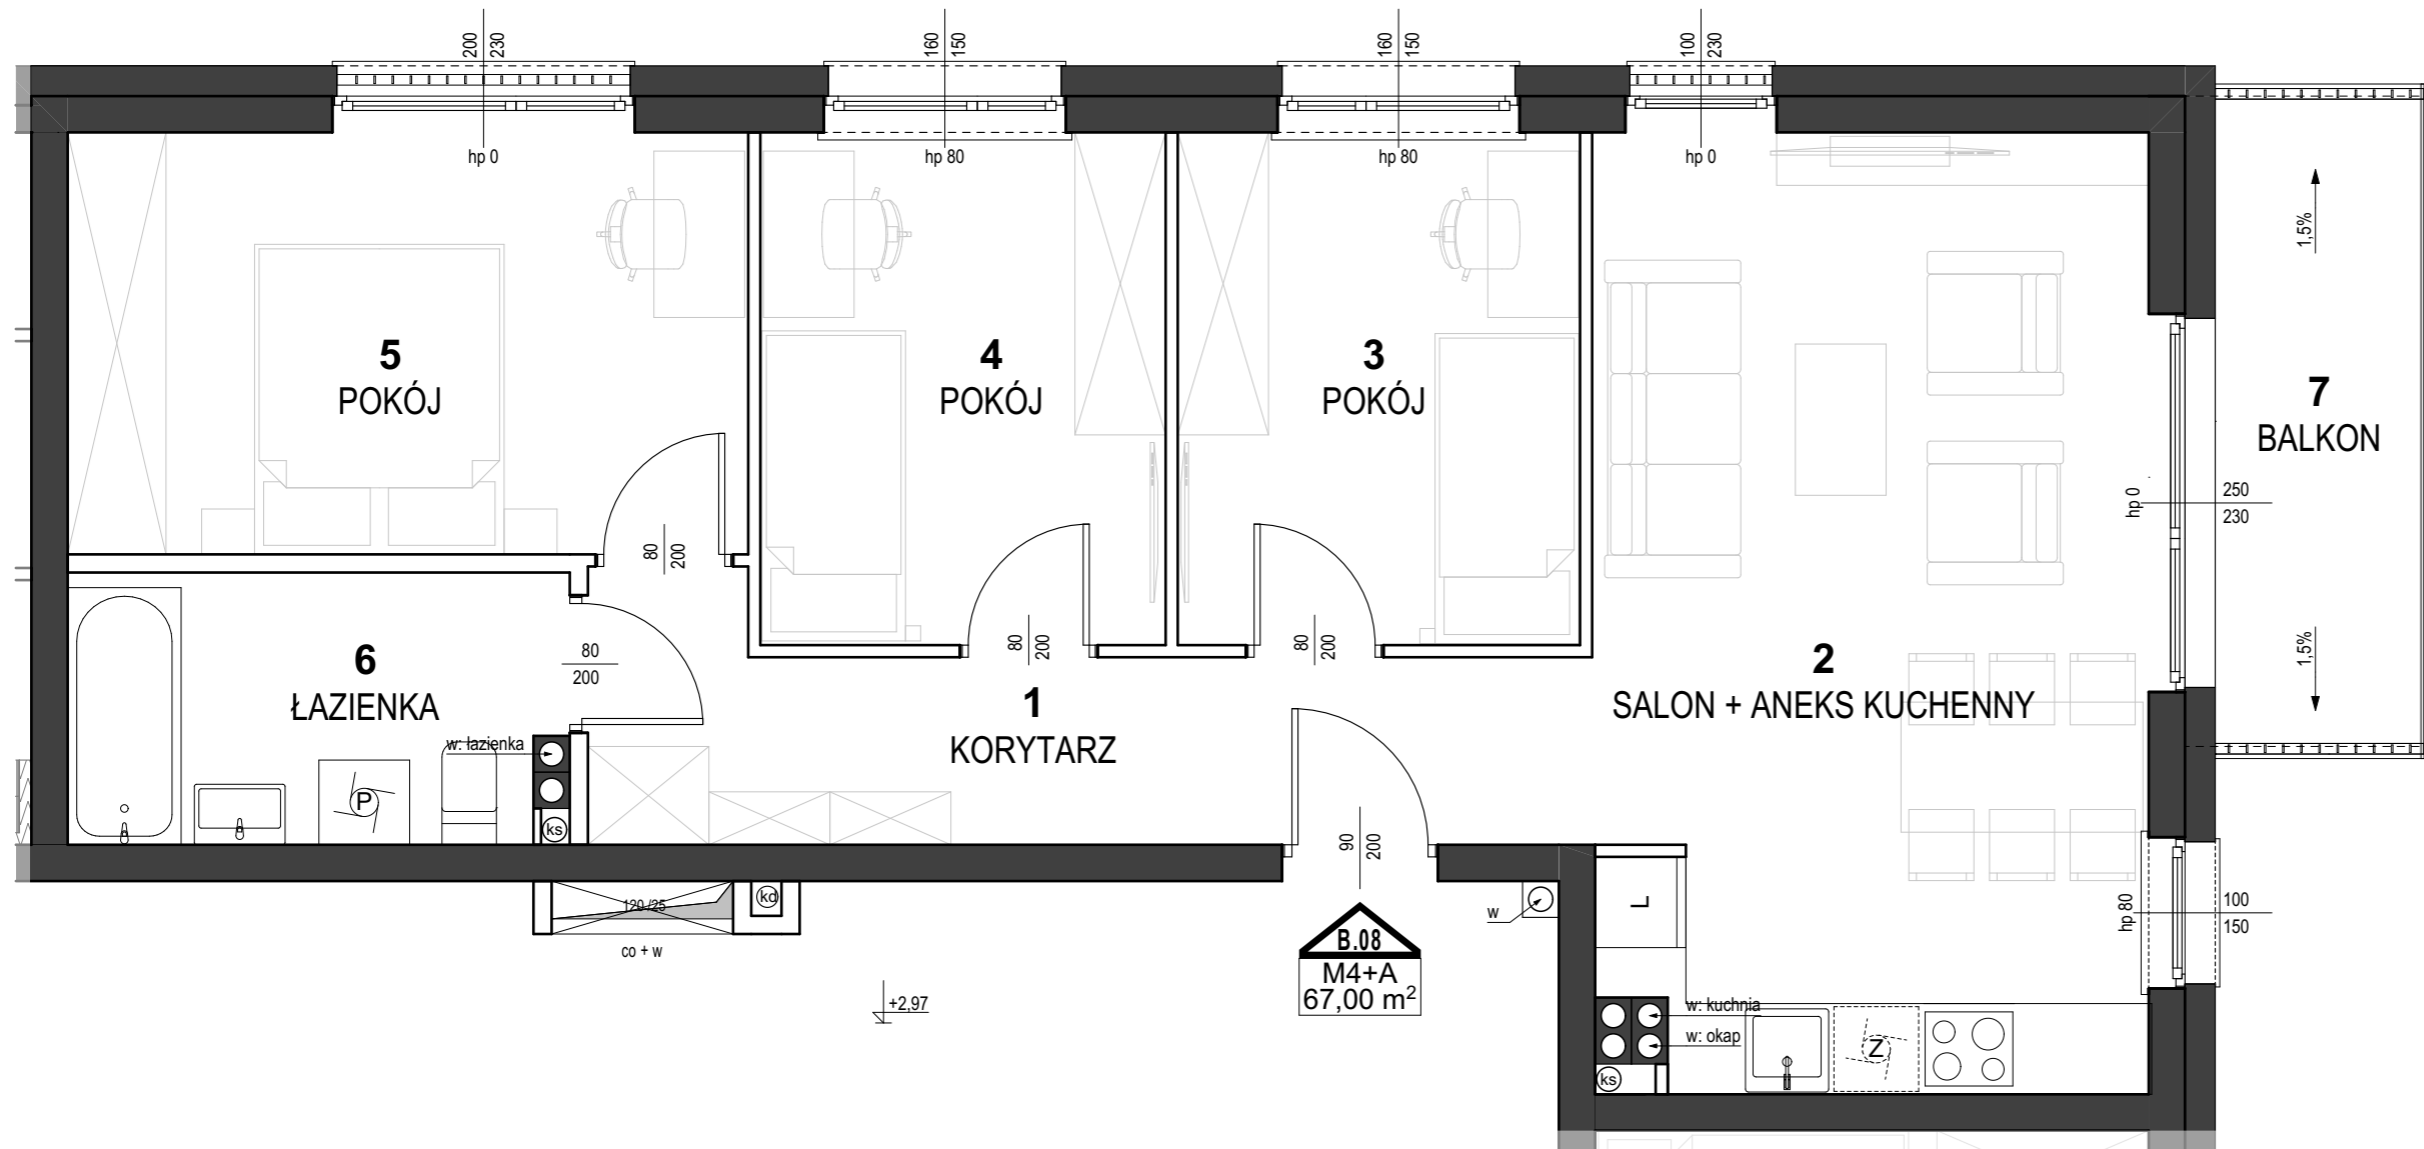 200
230
160
150
160
150
100
230
hp 0
hp 80
hp 80
hp 0
1,5%
5
POKÓJ
4
POKÓJ
3
POKÓJ
7
BALKON
hp 0
250
230
80
200
80
200
80
200
80
200
6
ŁAZIENKA
1
KORYTARZ
2
SALON + ANEKS KUCHENNY
1,5%
w: łazienka
P
ks
90
200
120 /25
kd
co + w
w
L
hp 80
100
150
B.08
M4+A
67,00 m²
+2,97
w: kuchnia
w: okap
Z
ks